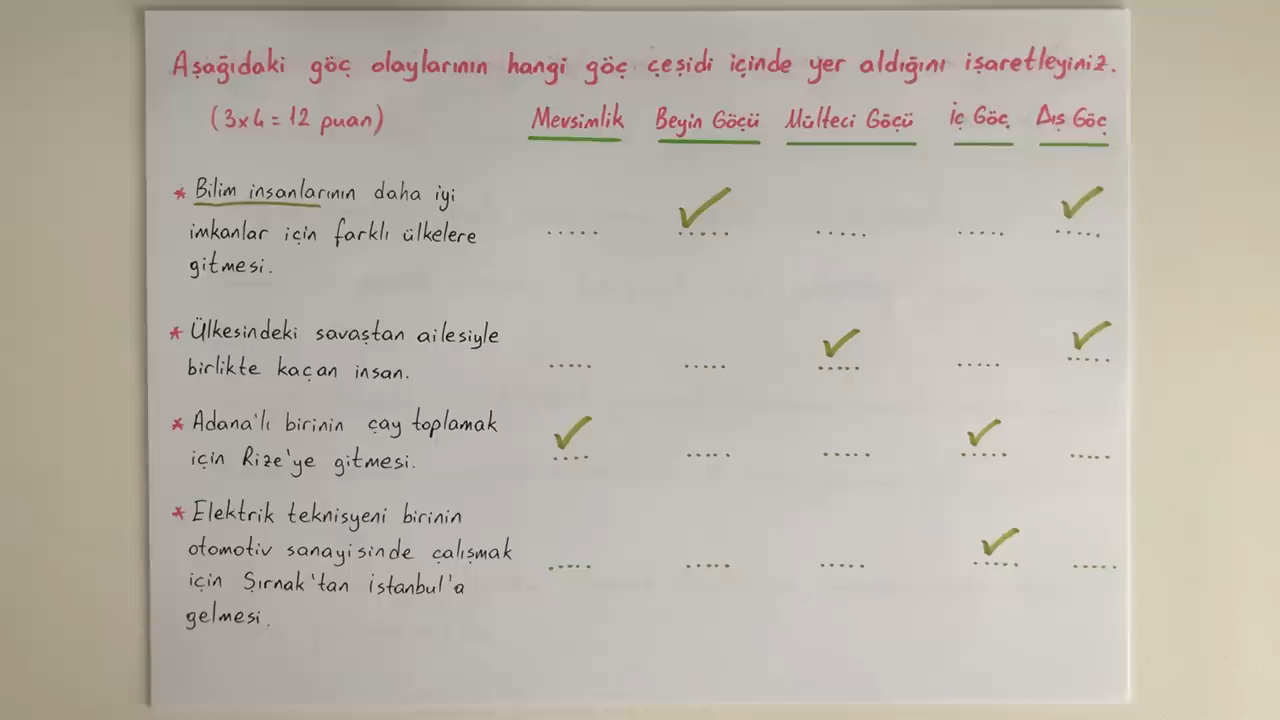 Aşağıdaki göç olaylarının hangi göç çeşidi içinde yer aldığını işaretleyiniz.
(3x4 = 12 puan) Mevsimlik Beyin Göçü Mülteci Göçü İç Göç Dış Göç
* Bilim insanlarının daha iyi
imkanlar için farklı ülkelere ..... ..... ..... ..... .....
gitmesi.
* Ülkesindeki savaştan ailesiyle
birlikte kaçan insan. ..... ..... ..... ..... .....
* Adana'lı birinin çay toplamak
için Rize'ye gitmesi. .... ..... ..... ..... .....
* Elektrik teknisyeni birinin
otomotiv sanayisinde çalışmak
için Şırnak'tan İstanbul'a ..... ..... ..... ..... .....
gelmesi.